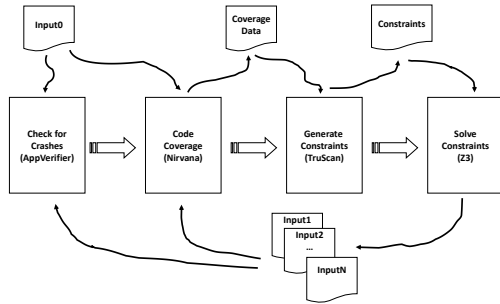 Input0
Coverage
Data
Constraints
Check for
Crashes
(AppVerifier)
Code
Coverage
(Nirvana)
Generate
Constraints
(TruScan)
Solve
Constraints
(Z3)
Input1
Input2
...
InputN